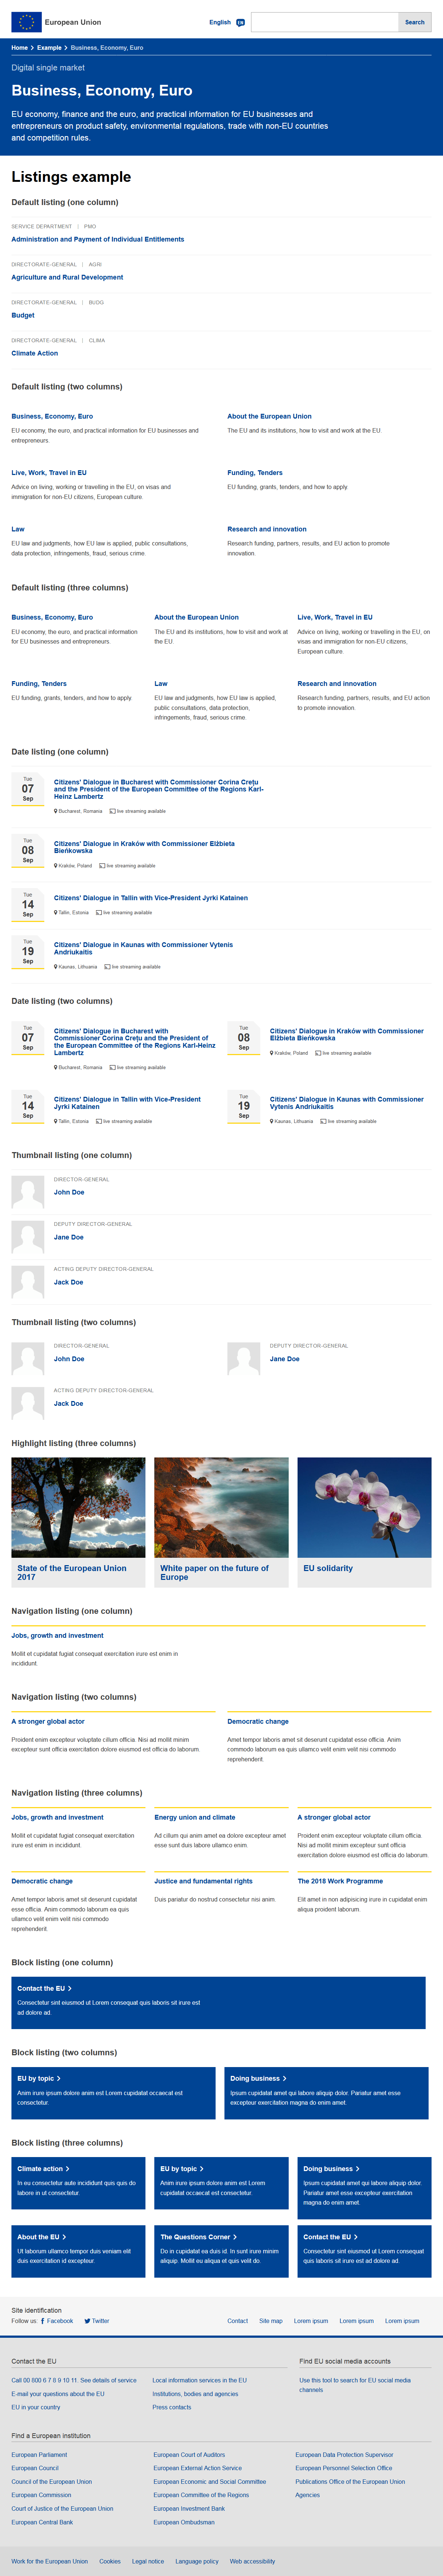 European Union
English EN Search
Home Example Business, Economy, Euro
Digital single market
Business, Economy, Euro
EU economy, finance and the euro, and practical information for EU businesses and
entrepreneurs on product safety, environmental regulations, trade with non-EU countries
and competition rules.
Listings example
Default listing (one column)
SERVICE DEPARTMENT | PMO
Administration and Payment of Individual Entitlements
DIRECTORATE-GENERAL | AGRI
Agriculture and Rural Development
DIRECTORATE-GENERAL | BUDG
Budget
DIRECTORATE-GENERAL | CLIMA
Climate Action
Default listing (two columns)
Business, Economy, Euro
EU economy, the euro, and practical information for EU businesses and
entrepreneurs.
About the European Union
The EU and its institutions, how to visit and work at the EU.
Live, Work, Travel in EU
Advice on living, working or travelling in the EU, on visas and
immigration for non-EU citizens, European culture.
Funding, Tenders
EU funding, grants, tenders, and how to apply.
Law
EU law and judgments, how EU law is applied, public consultations,
data protection, infringements, fraud, serious crime.
Research and innovation
Research funding, partners, results, and EU action to promote
innovation.
Default listing (three columns)
Business, Economy, Euro
EU economy, the euro, and practical information
for EU businesses and entrepreneurs.
About the European Union
The EU and its institutions, how to visit and work at
the EU.
Live, Work, Travel in EU
Advice on living, working or travelling in the EU, on
visas and immigration for non-EU citizens,
European culture.
Funding, Tenders
EU funding, grants, tenders, and how to apply.
Law
EU law and judgments, how EU law is applied,
public consultations, data protection,
infringements, fraud, serious crime.
Research and innovation
Research funding, partners, results, and EU action
to promote innovation.
Date listing (one column)
Tue
07
Sep
Citizens' Dialogue in Bucharest with Commissioner Corina Crețu
and the President of the European Committee of the Regions Karl-
Heinz Lambertz
Bucharest, Romania live streaming available
Tue
08
Sep
Citizens' Dialogue in Kraków with Commissioner Elżbieta
Bieńkowska
Kraków, Poland live streaming available
Tue
14
Sep
Citizens' Dialogue in Tallin with Vice-President Jyrki Katainen
Tallin, Estonia live streaming available
Tue
19
Sep
Citizens' Dialogue in Kaunas with Commissioner Vytenis
Andriukaitis
Kaunas, Lithuania live streaming available
Date listing (two columns)
Tue
07
Sep
Citizens' Dialogue in Bucharest with
Commissioner Corina Crețu and the President of
the European Committee of the Regions Karl-Heinz
Lambertz
Bucharest, Romania live streaming available
Tue
08
Sep
Citizens' Dialogue in Kraków with Commissioner
Elżbieta Bieńkowska
Kraków, Poland live streaming available
Tue
14
Sep
Citizens' Dialogue in Tallin with Vice-President
Jyrki Katainen
Tallin, Estonia live streaming available
Tue
19
Sep
Citizens' Dialogue in Kaunas with Commissioner
Vytenis Andriukaitis
Kaunas, Lithuania live streaming available
Thumbnail listing (one column)
DIRECTOR-GENERAL
John Doe
DEPUTY DIRECTOR-GENERAL
Jane Doe
ACTING DEPUTY DIRECTOR-GENERAL
Jack Doe
Thumbnail listing (two columns)
DIRECTOR-GENERAL
John Doe
DEPUTY DIRECTOR-GENERAL
Jane Doe
ACTING DEPUTY DIRECTOR-GENERAL
Jack Doe
Highlight listing (three columns)
State of the European Union
2017
White paper on the future of
Europe
EU solidarity
Navigation listing (one column)
Jobs, growth and investment
Mollit et cupidatat fugiat consequat exercitation irure est enim in
incididunt.
Navigation listing (two columns)
A stronger global actor
Proident enim excepteur voluptate cillum officia. Nisi ad mollit minim
excepteur sunt officia exercitation dolore eiusmod est officia do laborum.
Democratic change
Amet tempor laboris amet sit deserunt cupidatat esse officia. Anim
commodo laborum ea quis ullamco velit enim velit nisi commodo
reprehenderit.
Navigation listing (three columns)
Jobs, growth and investment
Mollit et cupidatat fugiat consequat exercitation
irure est enim in incididunt.
Energy union and climate
Ad cillum qui anim amet ea dolore excepteur amet
esse sunt duis labore ullamco enim.
A stronger global actor
Proident enim excepteur voluptate cillum officia.
Nisi ad mollit minim excepteur sunt officia
exercitation dolore eiusmod est officia do laborum.
Democratic change
Amet tempor laboris amet sit deserunt cupidatat
esse officia. Anim commodo laborum ea quis
ullamco velit enim velit nisi commodo
reprehenderit.
Justice and fundamental rights
Duis pariatur do nostrud consectetur nisi anim.
The 2018 Work Programme
Elit amet in non adipisicing irure in cupidatat enim
aliqua proident laborum.
Block listing (one column)
Contact the EU
Consectetur sint eiusmod ut Lorem consequat quis laboris sit irure est
ad dolore ad.
Block listing (two columns)
EU by topic
Anim irure ipsum dolore anim est Lorem cupidatat occaecat est
consectetur.
Doing business
Ipsum cupidatat amet qui labore aliquip dolor. Pariatur amet esse
excepteur exercitation magna do enim amet.
Block listing (three columns)
Climate action
In eu consectetur aute incididunt quis quis do
labore in ut consectetur.
EU by topic
Anim irure ipsum dolore anim est Lorem
cupidatat occaecat est consectetur.
Doing business
Ipsum cupidatat amet qui labore aliquip dolor.
Pariatur amet esse excepteur exercitation
magna do enim amet.
About the EU
Ut laborum ullamco tempor duis veniam elit
duis exercitation id excepteur.
The Questions Corner
Do in cupidatat ea duis id. In sunt irure minim
aliquip. Mollit eu aliqua et quis velit do.
Contact the EU
Consectetur sint eiusmod ut Lorem consequat
quis laboris sit irure est ad dolore ad.
Site identification
Follow us: Facebook Twitter
Contact Site map Lorem ipsum Lorem ipsum Lorem ipsum
Contact the EU
Call 00 800 6 7 8 9 10 11. See details of service
E-mail your questions about the EU
EU in your country
Local information services in the EU
Institutions, bodies and agencies
Press contacts
Find EU social media accounts
Use this tool to search for EU social media
channels
Find a European institution
European Parliament
European Council
Council of the European Union
European Commission
Court of Justice of the European Union
European Central Bank
European Court of Auditors
European External Action Service
European Economic and Social Committee
European Committee of the Regions
European Investment Bank
European Ombudsman
European Data Protection Supervisor
European Personnel Selection Office
Publications Office of the European Union
Agencies
Work for the European Union Cookies Legal notice Language policy Web accessibility